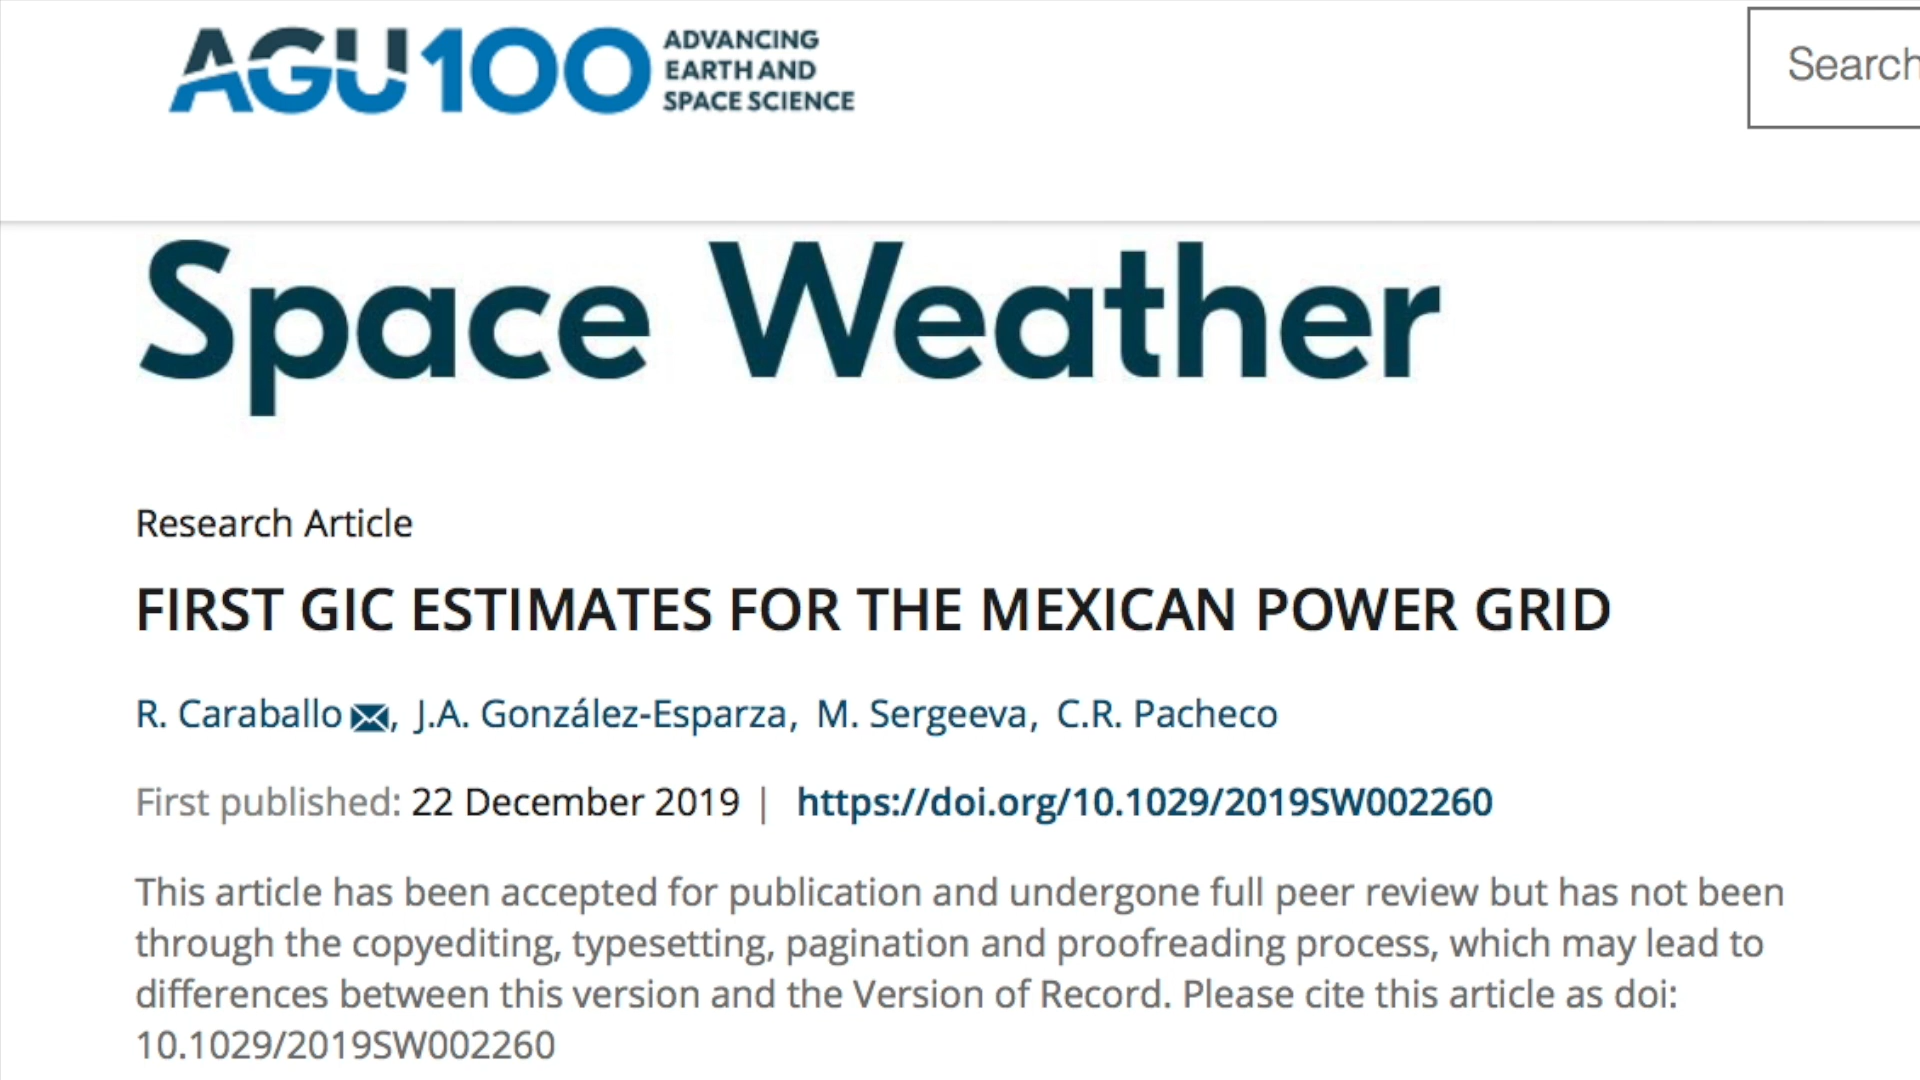 AGU100 ADVANCING
EARTH AND
SPACE SCIENCE
Search
Space Weather
Research Article
FIRST GIC ESTIMATES FOR THE MEXICAN POWER GRID
R. Caraballo, J.A. González-Esparza, M. Sergeeva, C.R. Pacheco
First published: 22 December 2019 | https://doi.org/10.1029/2019SW002260
This article has been accepted for publication and undergone full peer review but has not been
through the copyediting, typesetting, pagination and proofreading process, which may lead to
differences between this version and the Version of Record. Please cite this article as doi:
10.1029/2019SW002260